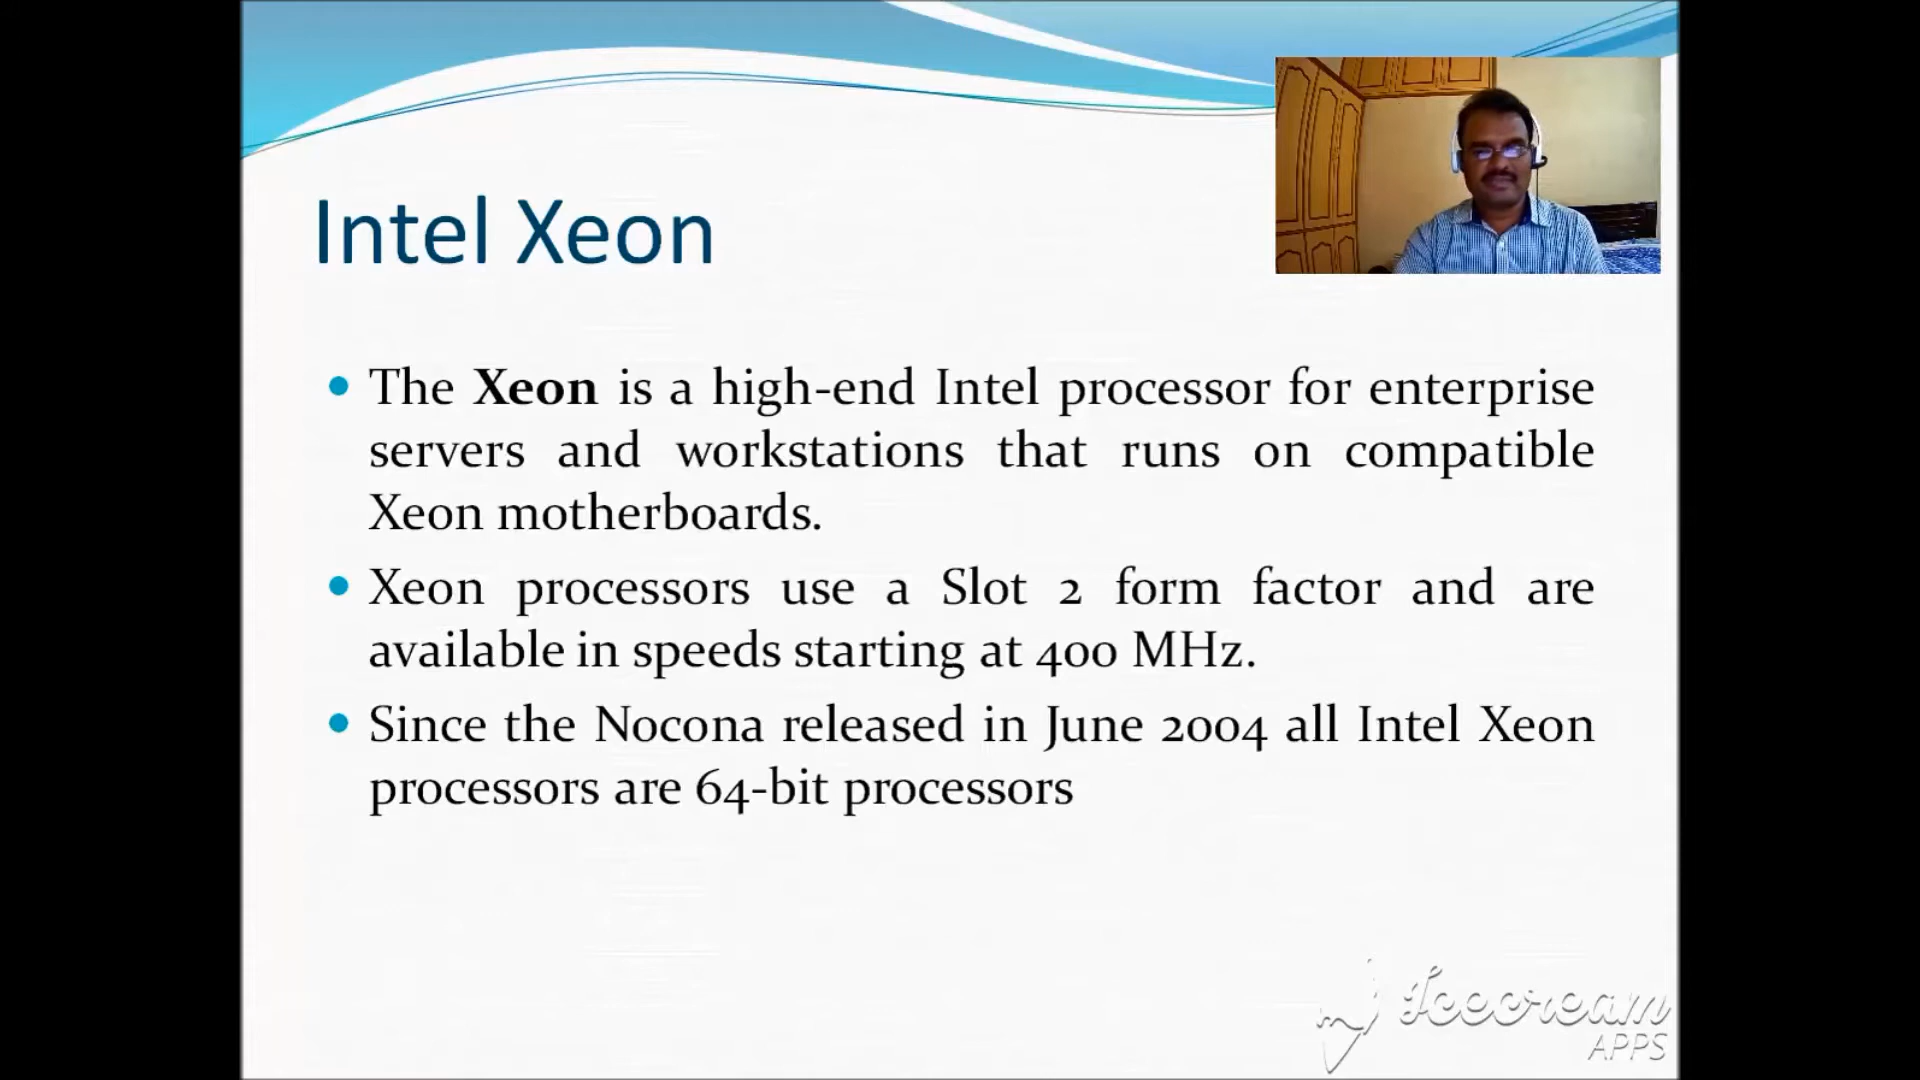 Intel Xeon
The Xeon is a high-end Intel processor for enterprise
servers and workstations that runs on compatible
Xeon motherboards.
Xeon processors use a Slot 2 form factor and are
available in speeds starting at 400 MHz.
Since the Nocona released in June 2004 all Intel Xeon
processors are 64-bit processors
Icecream
APPS